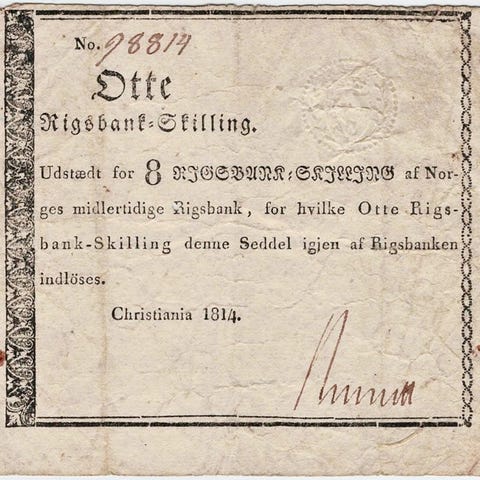 No. 98814
Otte
Rigsbank-Skilling.
Udstædt for 8 RIGSBANK-SKILLING af Nor-
ges midlertidige Rigsbank, for hvilke Otte Rigs-
bank-Skilling denne Seddel igjen af Rigsbanken
indlöses.
Christiania 1814.